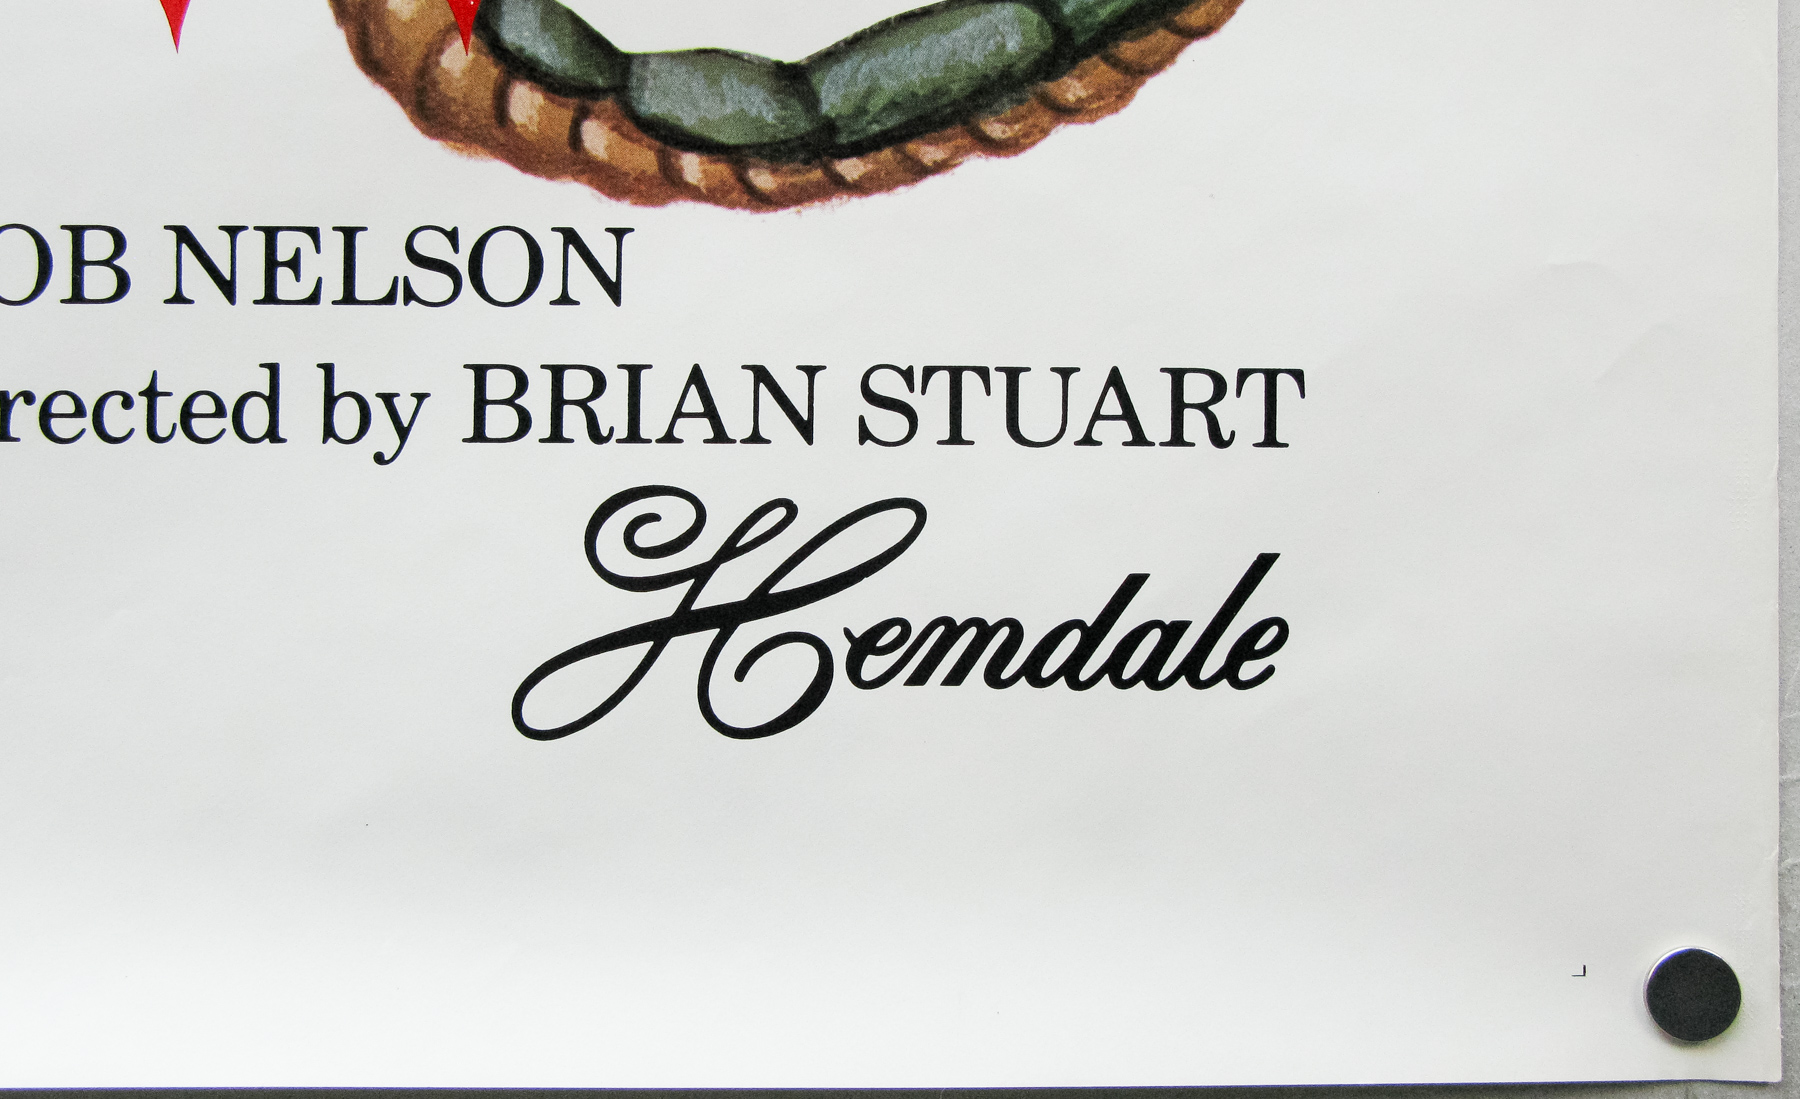 OB NELSON
rected by BRIAN STUART
Hemdale